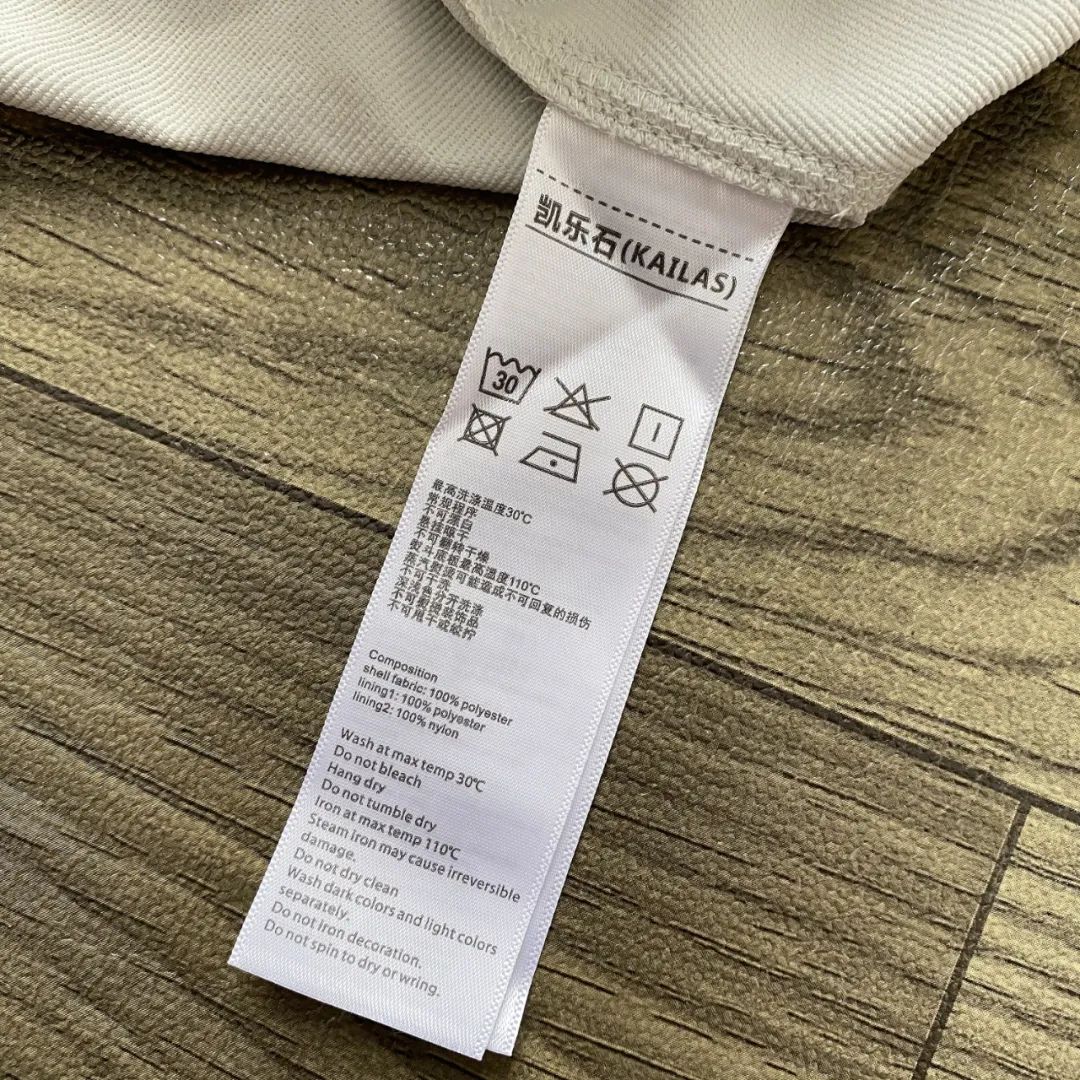 凯乐石(KAILAS)
30
最高洗涤温度30℃
常规程序
不可漂白
悬挂晾干
不可翻转干燥
熨斗底板最高温度110℃
蒸汽熨烫可能造成不可回复的损伤
不可干洗
深浅色分开洗涤
不可熨烫装饰品
不可甩干或绞拧
Composition
shell fabric: 100% polyester
lining1: 100% polyester
lining2: 100% nylon
Wash at max temp 30℃
Do not bleach
Hang dry
Do not tumble dry
Iron at max temp 110℃
Steam iron may cause irreversible
damage.
Do not dry clean
Wash dark colors and light colors
separately.
Do not iron decoration.
Do not spin to dry or wring.